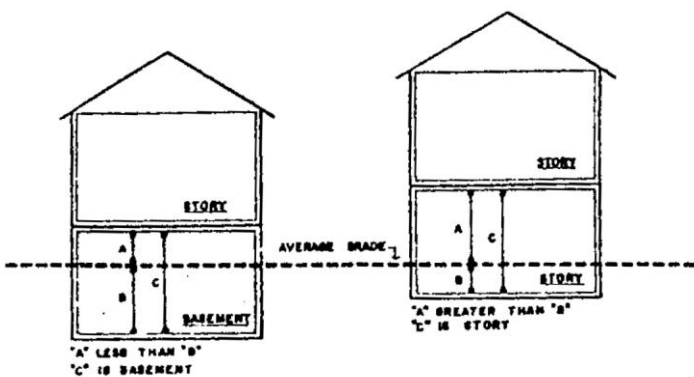 STORY
STORY
A
C
B
AVERAGE GRADE
A
C
B
BASEMENT
STORY
"A" LESS THAN "B"
"C" IS BASEMENT
"A" GREATER THAN "B"
"C" IS STORY